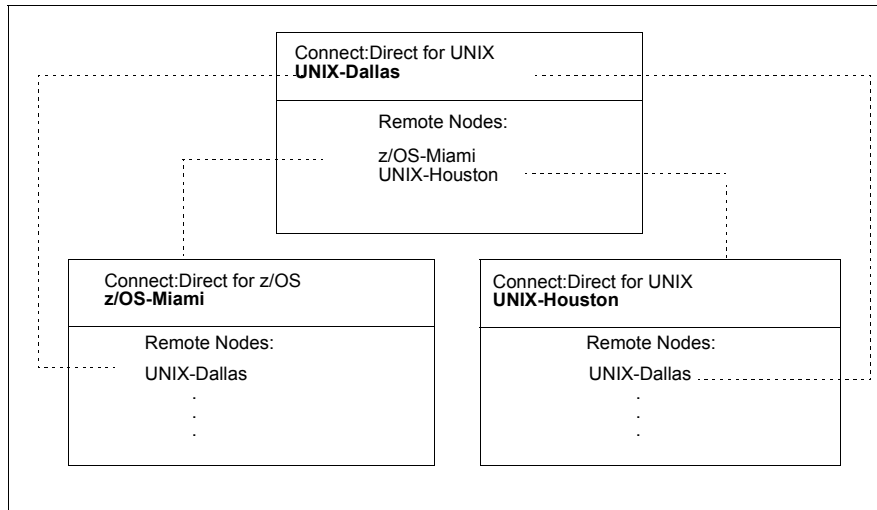 Connect:Direct for UNIX
UNIX-Dallas
Remote Nodes:
z/OS-Miami
UNIX-Houston
Connect:Direct for z/OS
z/OS-Miami
Remote Nodes:
UNIX-Dallas
.
.
.
Connect:Direct for UNIX
UNIX-Houston
Remote Nodes:
UNIX-Dallas
.
.
.